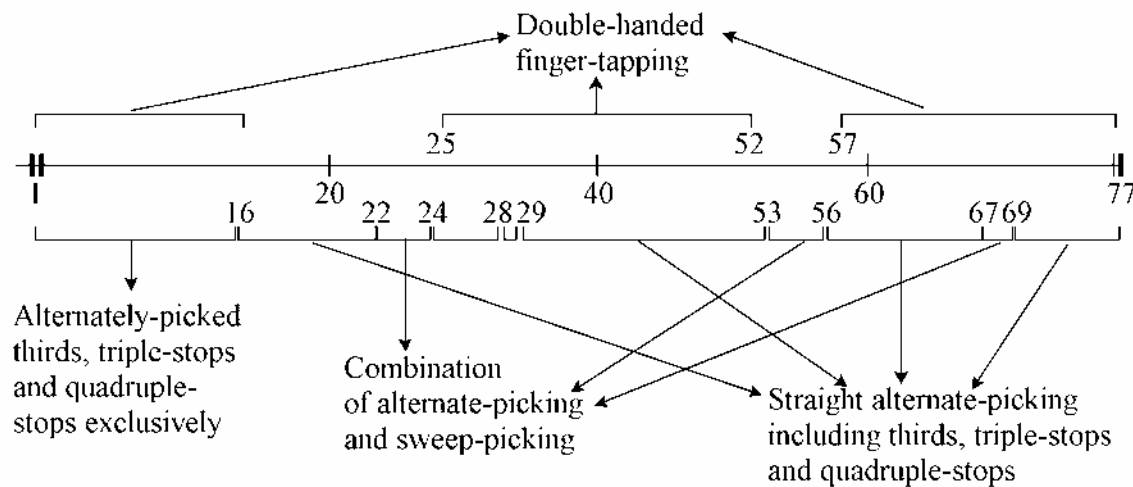 Double-handed
finger-tapping
25 52 57
20 40 60 77
16 22 24 28 29 53 56 67 69
Alternately-picked
thirds, triple-stops
and quadruple-
stops exclusively
Combination
of alternate-picking
and sweep-picking
Straight alternate-picking
including thirds, triple-stops
and quadruple-stops